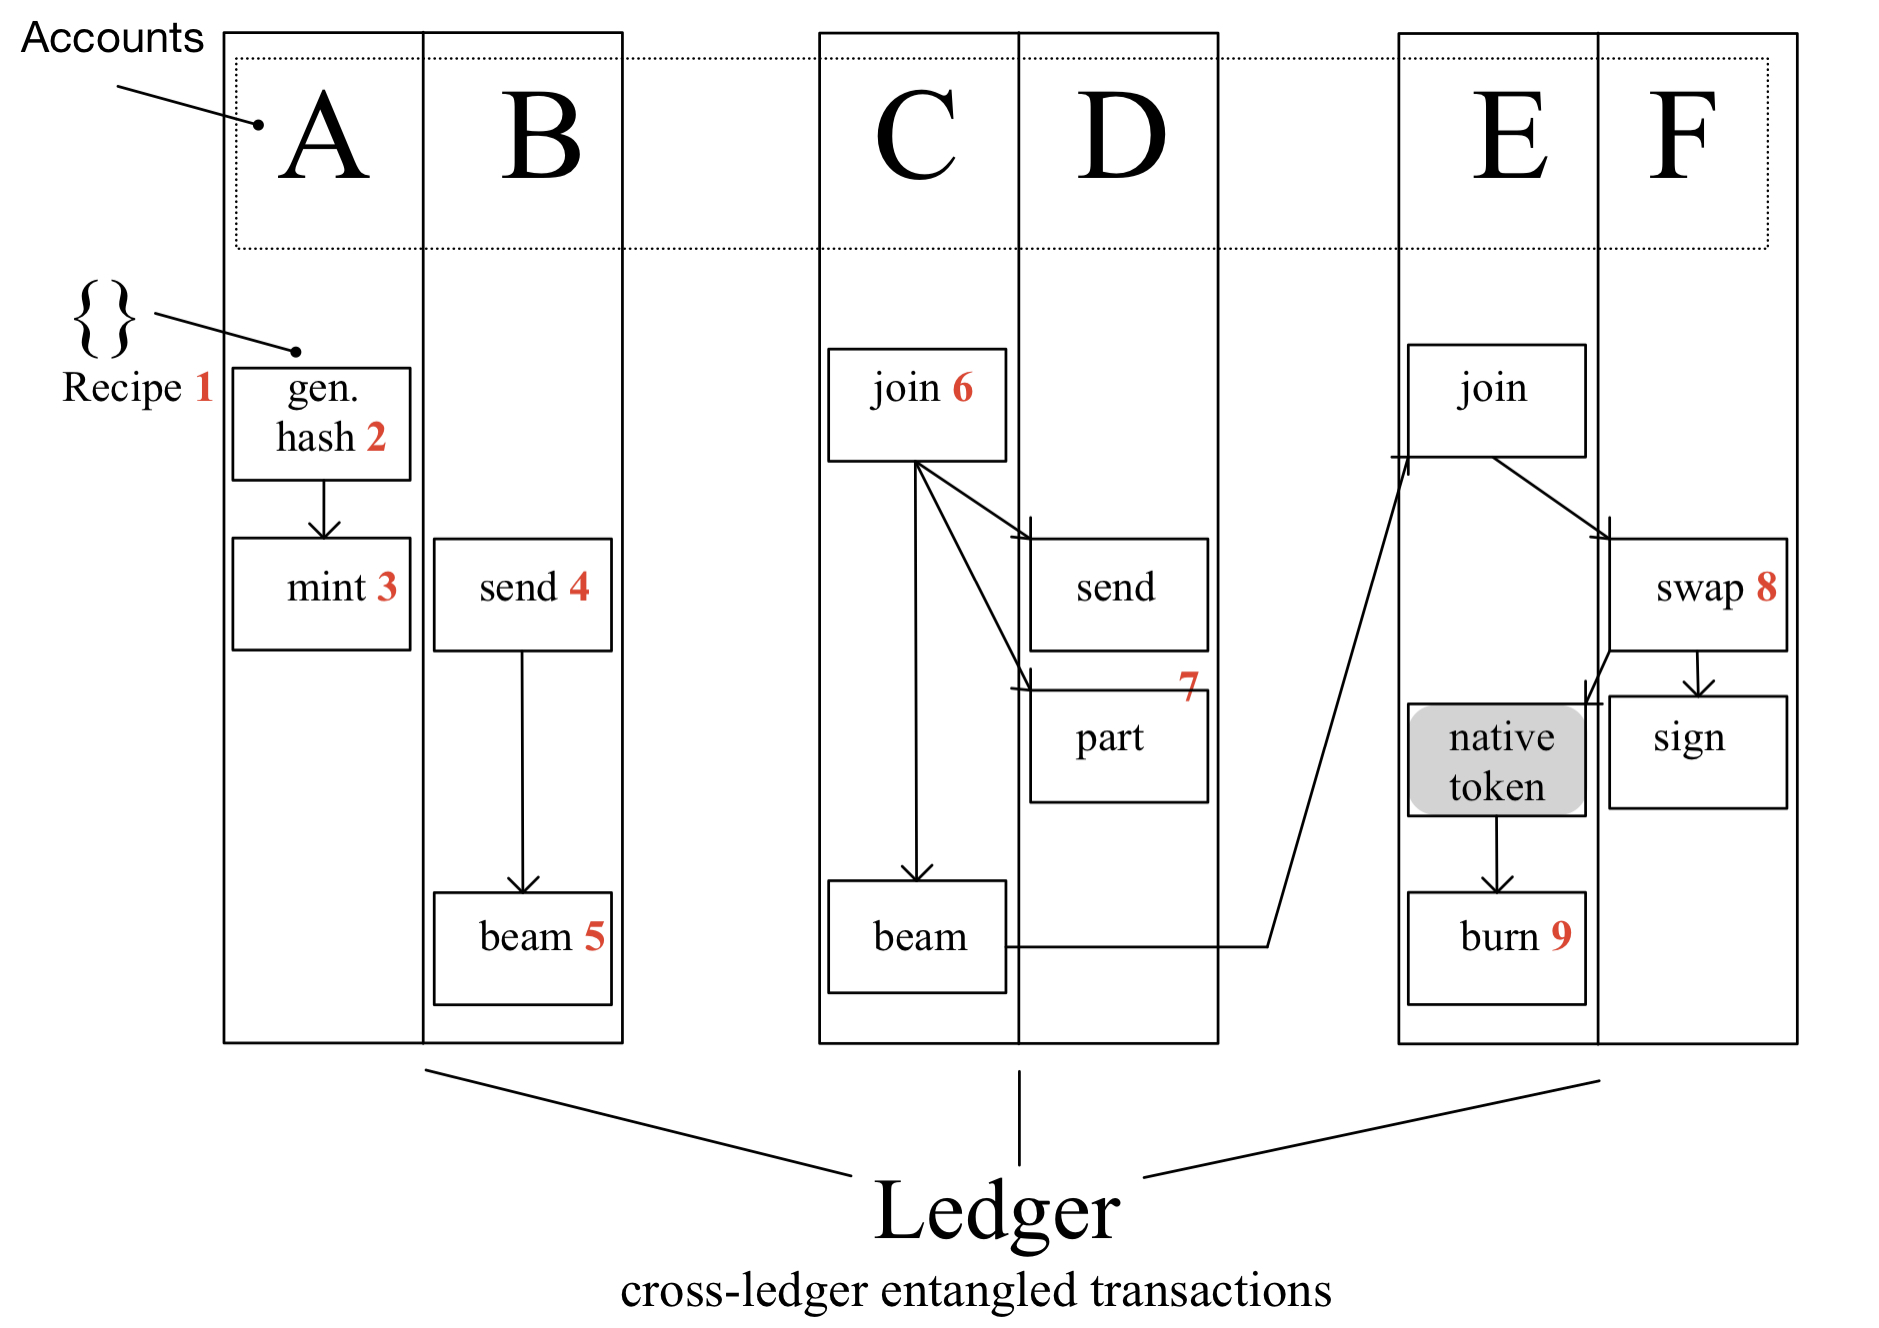 Accounts
A
B
C
D
E
F
{}
Recipe 1
gen.
hash 2
join 6
join
mint 3
send 4
send
swap 8
7
part
native
token
sign
beam 5
beam
burn 9
Ledger
cross-ledger entangled transactions